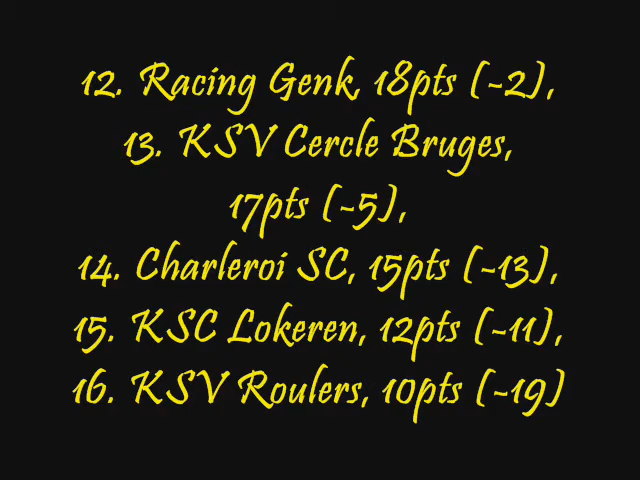 12. Racing Genk, 18pts (-2),
13. KSV Cercle Bruges,
17pts (-5),
14. Charleroi SC, 15pts (-13),
15. KSC Lokeren, 12pts (-11),
16. KSV Roulers, 10pts (-19)